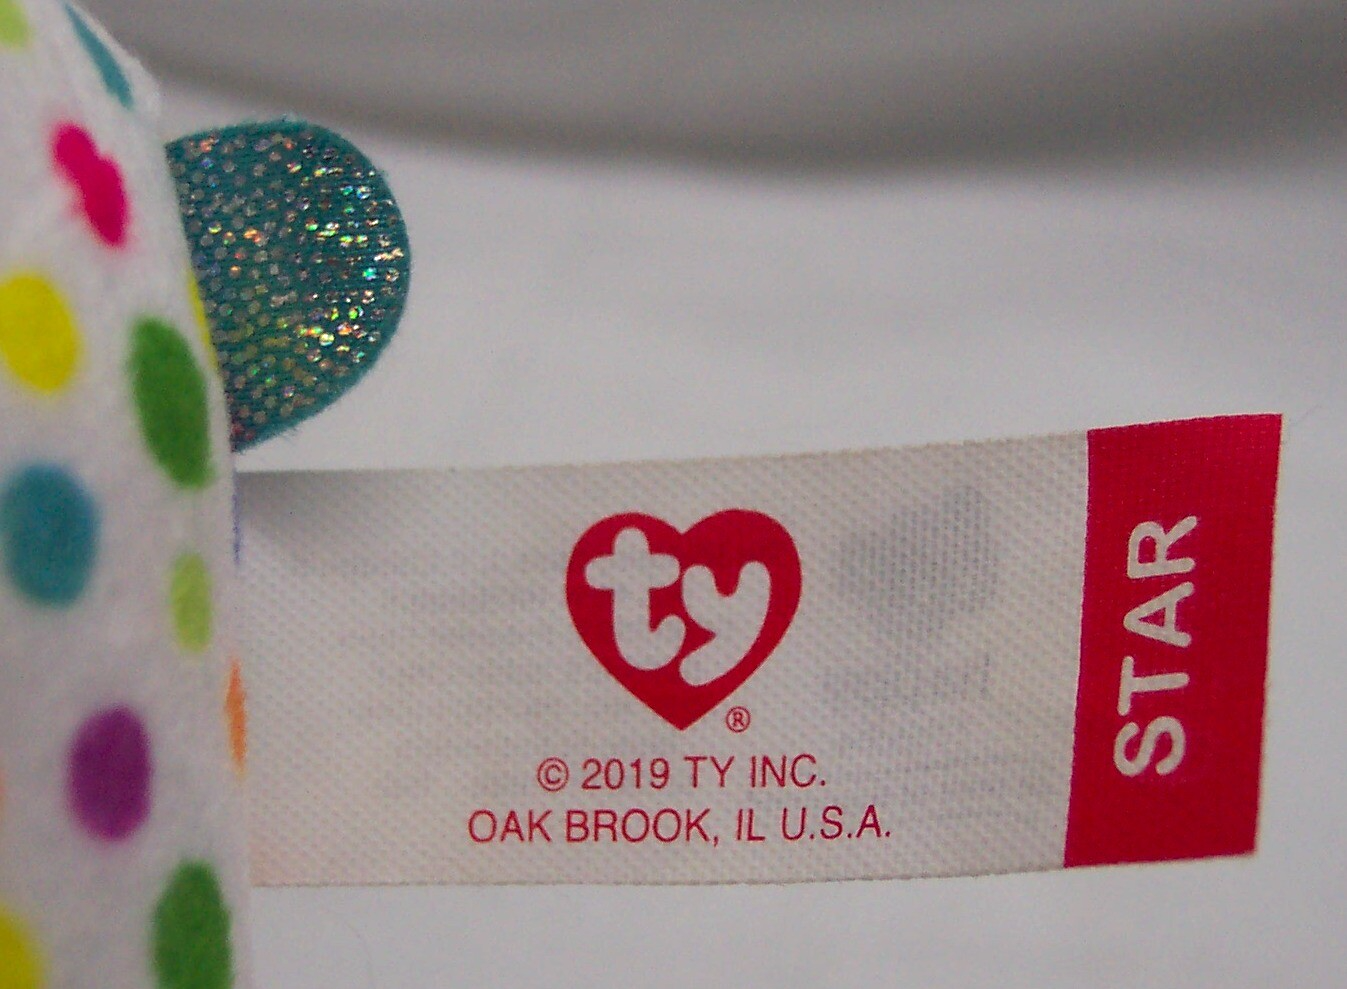 ty®
© 2019 TY INC.
OAK BROOK, IL U.S.A.
STAR